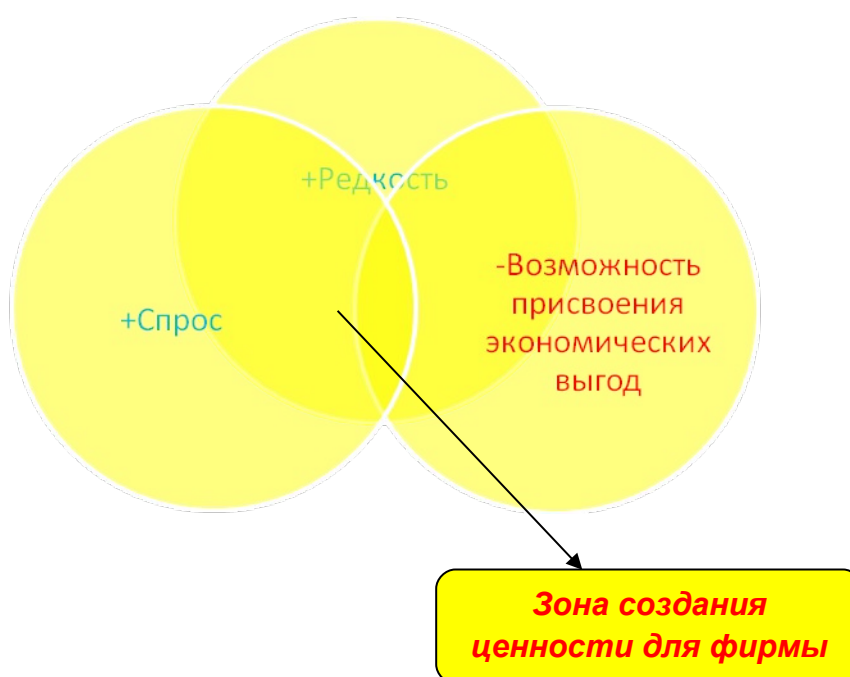 +Редкость
+Спрос
-Возможность
присвоения
экономических
выгод
Зона создания
ценности для фирмы